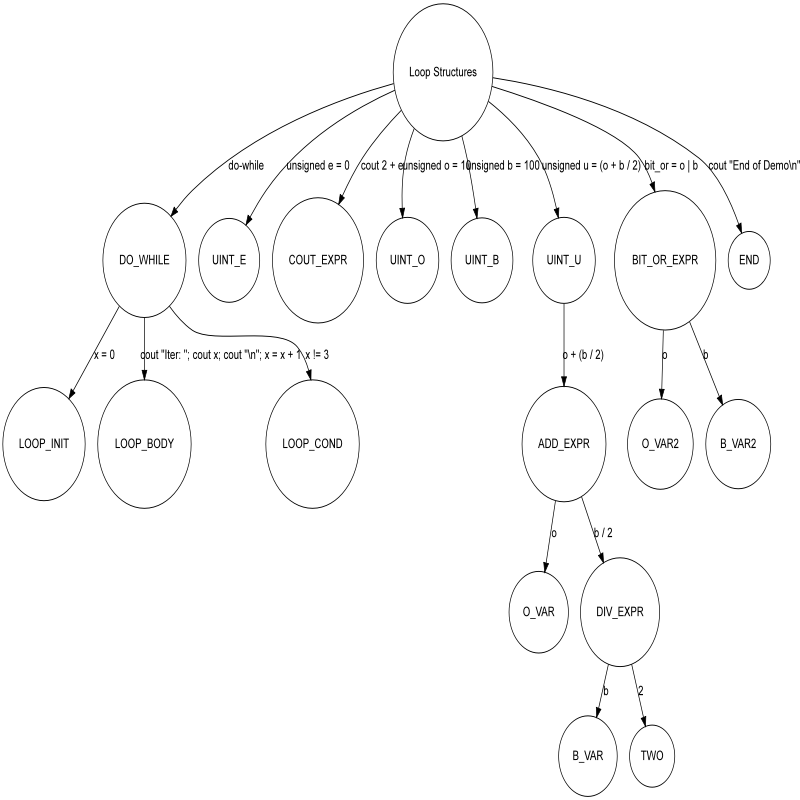 Loop Structures
do-while
unsigned e = 0
cout 2 + e
unsigned o = 10
unsigned b = 100
unsigned u = (o + b / 2)
bit_or = o | b
cout "End of Demo\n"
DO_WHILE
UINT_E
COUT_EXPR
UINT_O
UINT_B
UINT_U
BIT_OR_EXPR
END
x = 0
cout "Iter: "; cout x; cout "\n"; x = x + 1
x != 3
o + (b / 2)
o
b
LOOP_INIT
LOOP_BODY
LOOP_COND
ADD_EXPR
O_VAR2
B_VAR2
o
b / 2
O_VAR
DIV_EXPR
b
2
B_VAR
TWO